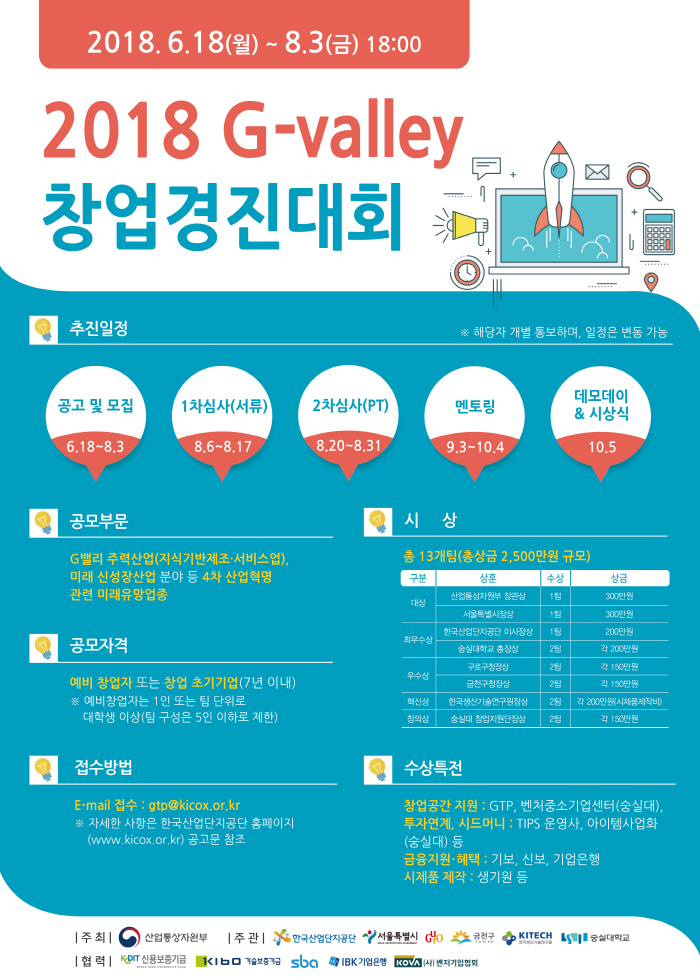 2018. 6.18(월) ~ 8.3(금) 18:00
2018 G-valley
창업경진대회
추진일정
※ 해당자 개별 통보하며, 일정은 변동 가능
공고 및 모집
6.18~8.3
1차심사(서류)
8.6~8.17
2차심사(PT)
8.20~8.31
멘토링
9.3~10.4
데모데이
& 시상식
10.5
공모부문
G밸리 주력산업(지식기반제조·서비스업),
미래 신성장산업 분야 등 4차 산업혁명
관련 미래유망업종
공모자격
예비 창업자 또는 창업 초기기업(7년 이내)
※ 예비창업자는 1인 또는 팀 단위로
대학생 이상(팀 구성은 5인 이하로 제한)
접수방법
E-mail 접수 : gtp@kicox.or.kr
※ 자세한 사항은 한국산업단지공단 홈페이지
(www.kicox.or.kr) 공고문 참조
시 상
총 13개팀(총상금 2,500만원 규모)
구분 상훈 수상 상금
대상 산업통상자원부 장관상 1팀 300만원
서울특별시장상 1팀 300만원
최우수상 한국산업단지공단 이사장상 1팀 200만원
숭실대학교 총장상 2팀 각 200만원
우수상 구로구청장상 2팀 각 150만원
금천구청장상 2팀 각 150만원
혁신상 한국생산기술연구원장상 2팀 각 200만원(시제품제작비)
창의상 숭실대 창업지원단장상 2팀 각 150만원
수상특전
창업공간 지원 : GTP, 벤처중소기업센터(숭실대),
투자연계, 시드머니 : TIPS 운영사, 아이템사업화
(숭실대) 등
금융지원·혜택 : 기보, 신보, 기업은행
시제품 제작 : 생기원 등
|주최| 산업통상자원부 |주관| 한국산업단지공단 서울특별시 GURO 금천구 KITECH 한국생산기술연구원 숭실대학교
|협력| KODIT 신용보증기금 KIBO 기술보증기금 sba IBK기업은행 KOVA (사)벤처기업협회